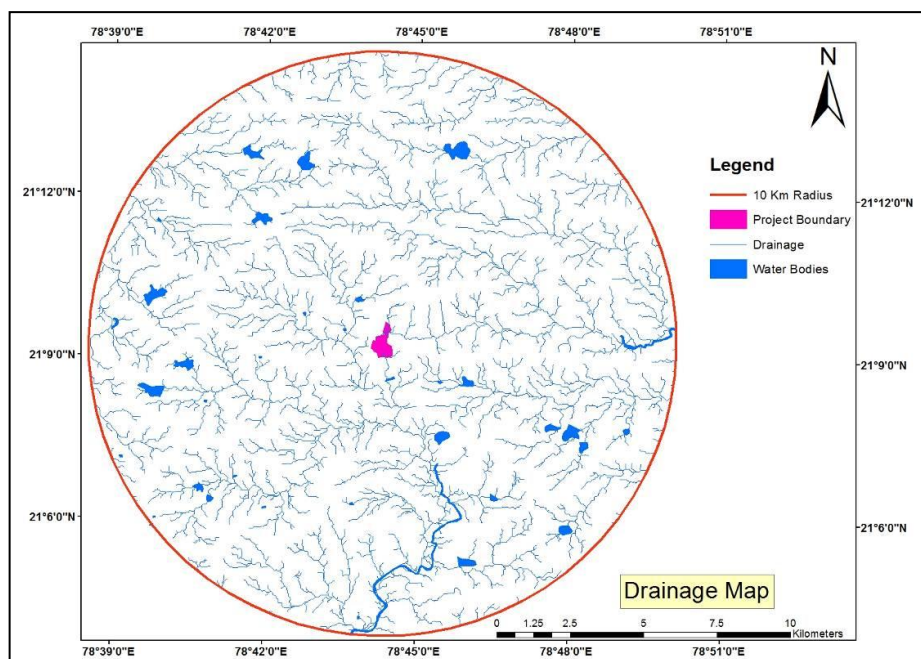 78°39'0"E 78°42'0"E 78°45'0"E 78°48'0"E 78°51'0"E
N
Legend
10 Km Radius
Project Boundary
Drainage
Water Bodies
21°12'0"N 21°12'0"N
21°9'0"N 21°9'0"N
21°6'0"N 21°6'0"N
Drainage Map
0 1.25 2.5 5 7.5 10
Kilometers
78°39'0"E 78°42'0"E 78°45'0"E 78°48'0"E 78°51'0"E